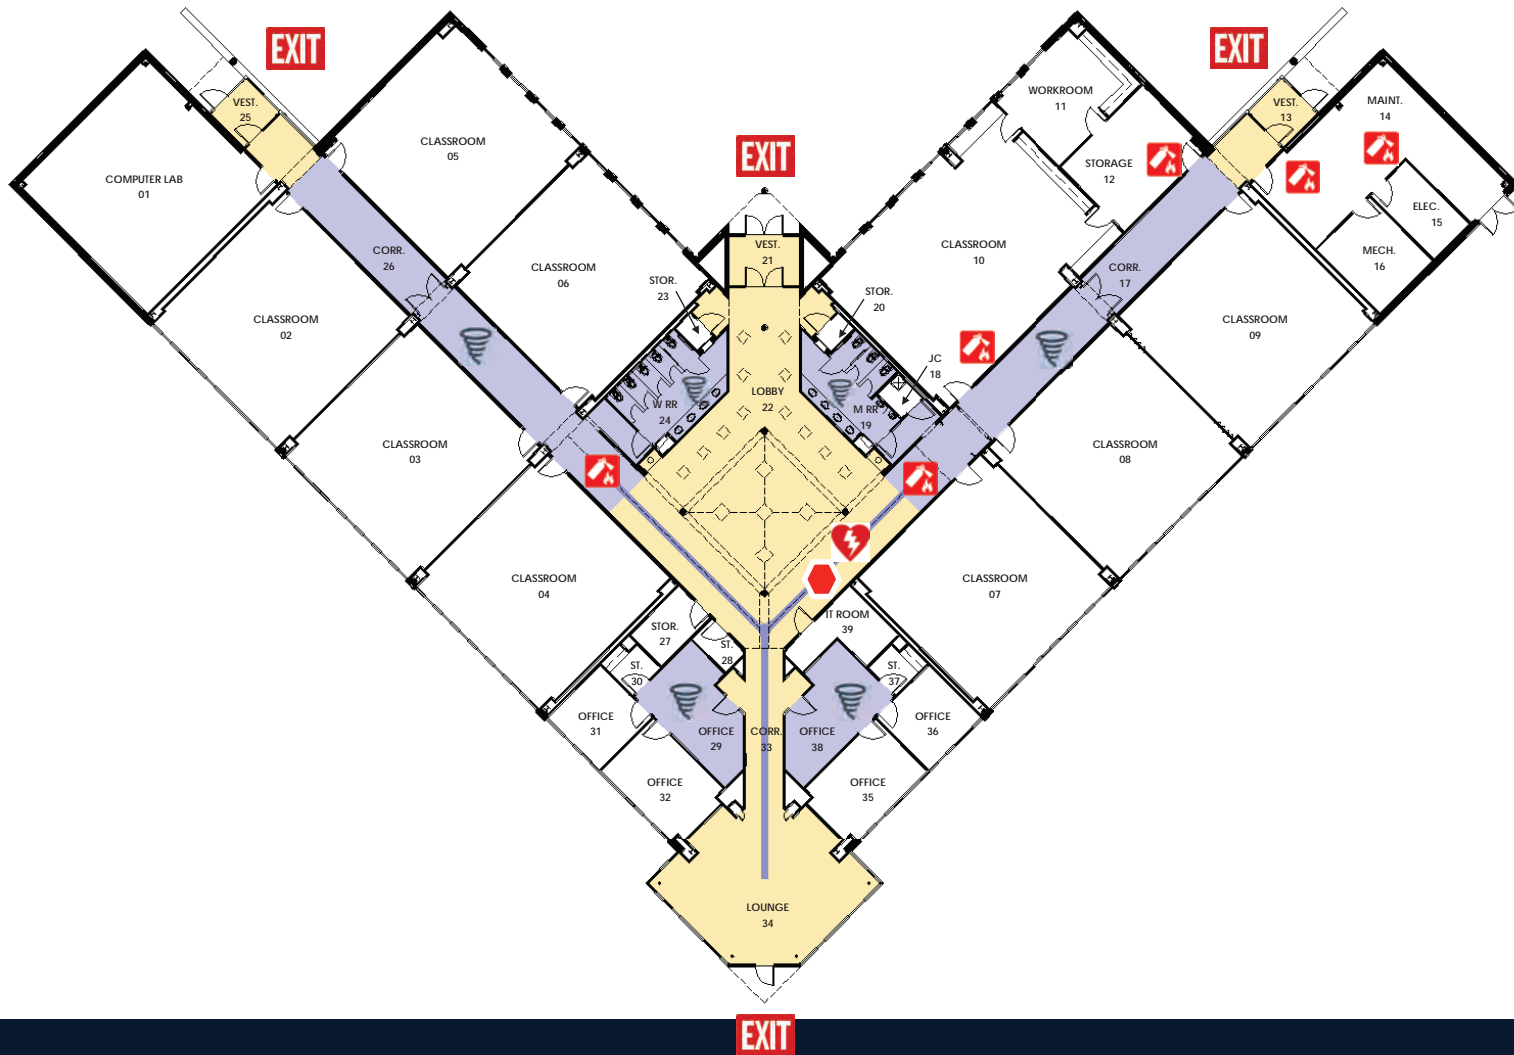 EXIT
EXIT
VEST.
25
COMPUTER LAB
01
CLASSROOM
05
EXIT
WORKROOM
11
VEST.
13
MAINT.
14
STORAGE
12
ELEC.
15
MECH.
16
CORR.
26
CLASSROOM
06
VEST.
21
CLASSROOM
10
CORR.
17
STOR.
23
STOR.
20
CLASSROOM
02
CLASSROOM
09
JC
18
LOBBY
22
W RR
24
M RR
19
CLASSROOM
03
CLASSROOM
08
CLASSROOM
04
CLASSROOM
07
STOR.
27
IT ROOM
39
ST.
28
ST.
30
ST.
37
OFFICE
31
OFFICE
29
CORR.
33
OFFICE
38
OFFICE
36
OFFICE
32
OFFICE
35
LOUNGE
34
EXIT